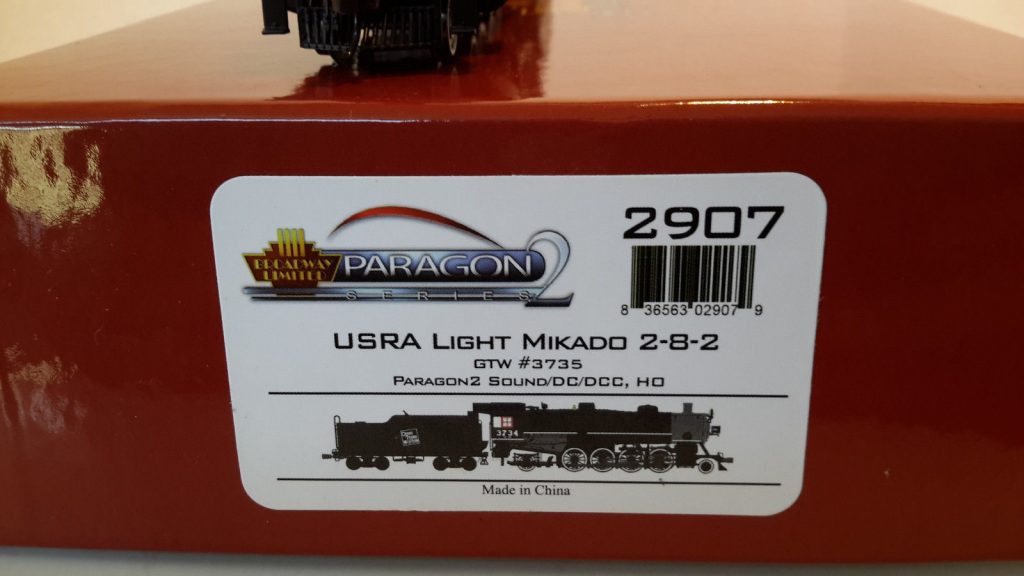 BROADWAY
LIMITED
PARAGON 2
SERIES
2907
8 36563 02907 9
USRA LIGHT MIKADO 2-8-2
GTW #3735
PARAGON2 SOUND/DC/DCC, HO
3734
Made in China